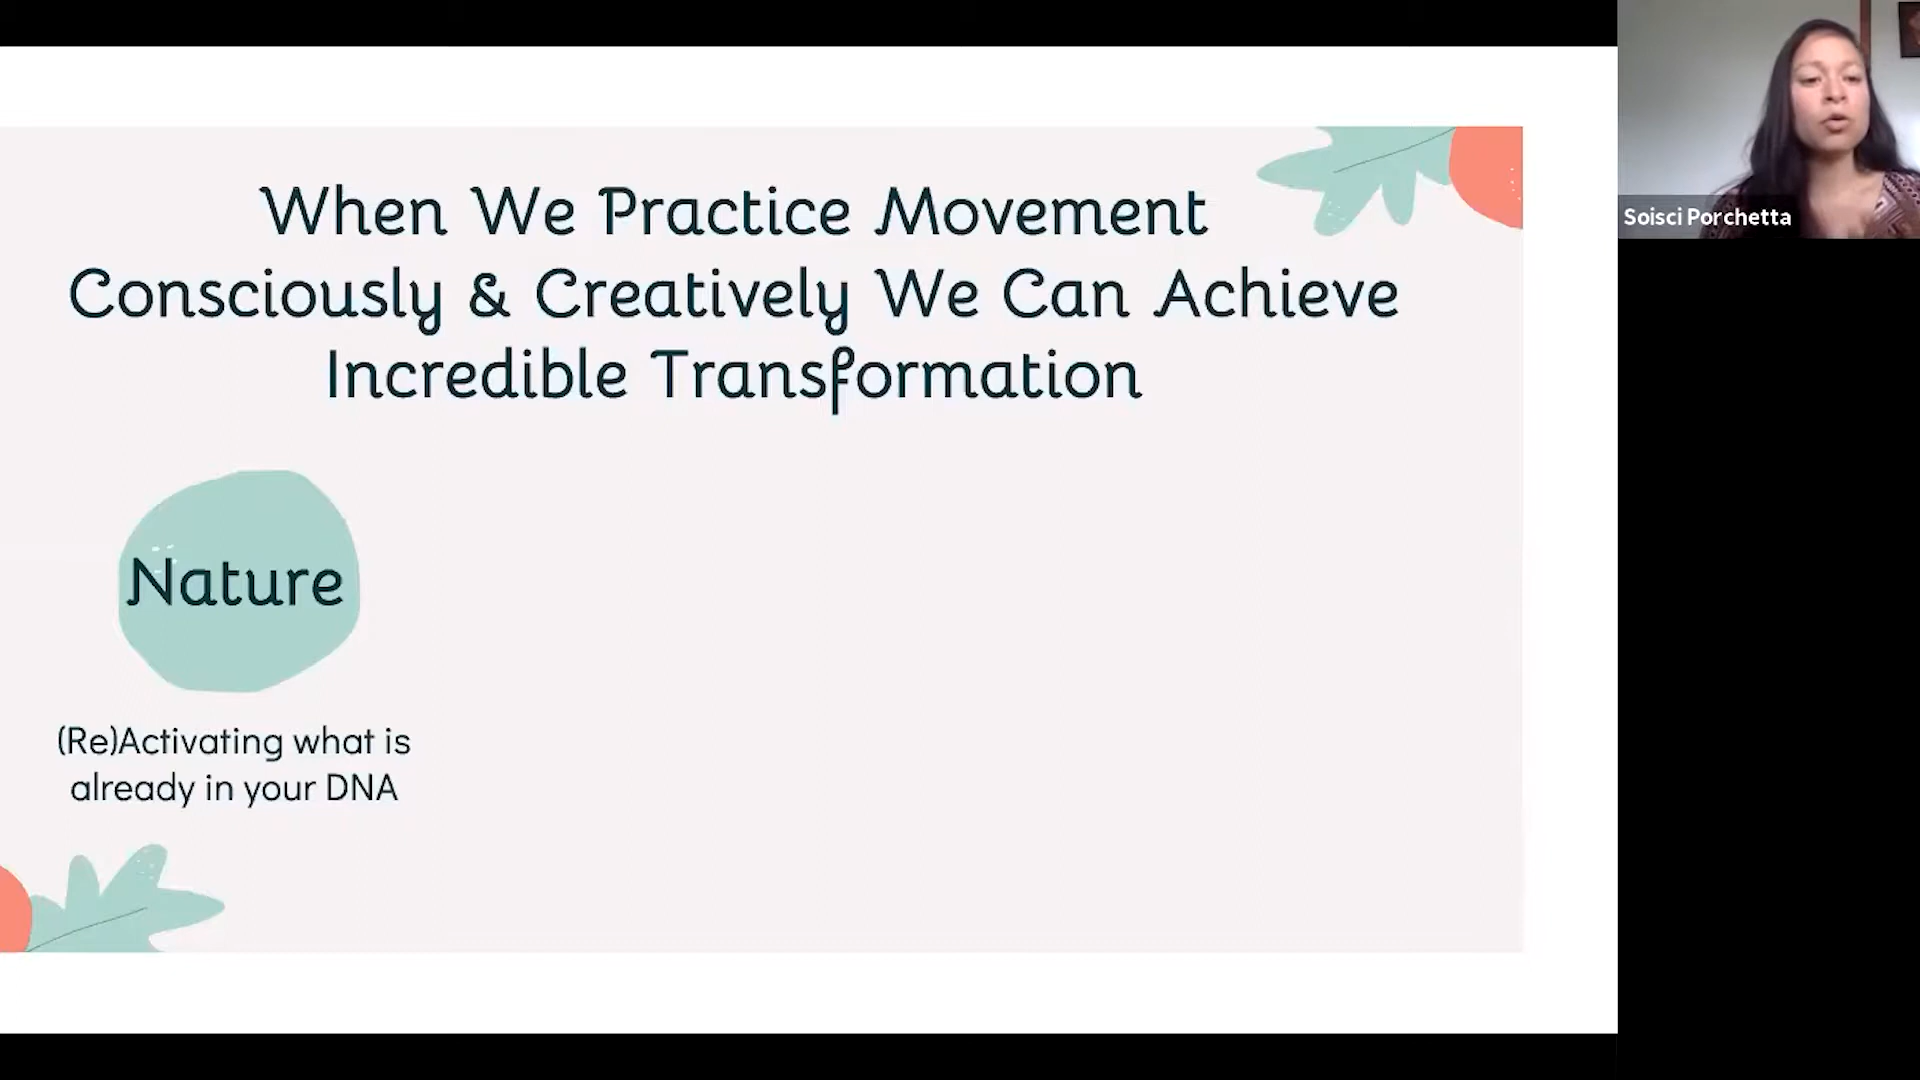 When We Practice Movement
Consciously & Creatively We Can Achieve
Incredible Transformation
Nature
(Re)Activating what is
already in your DNA
Soisci Porchetta